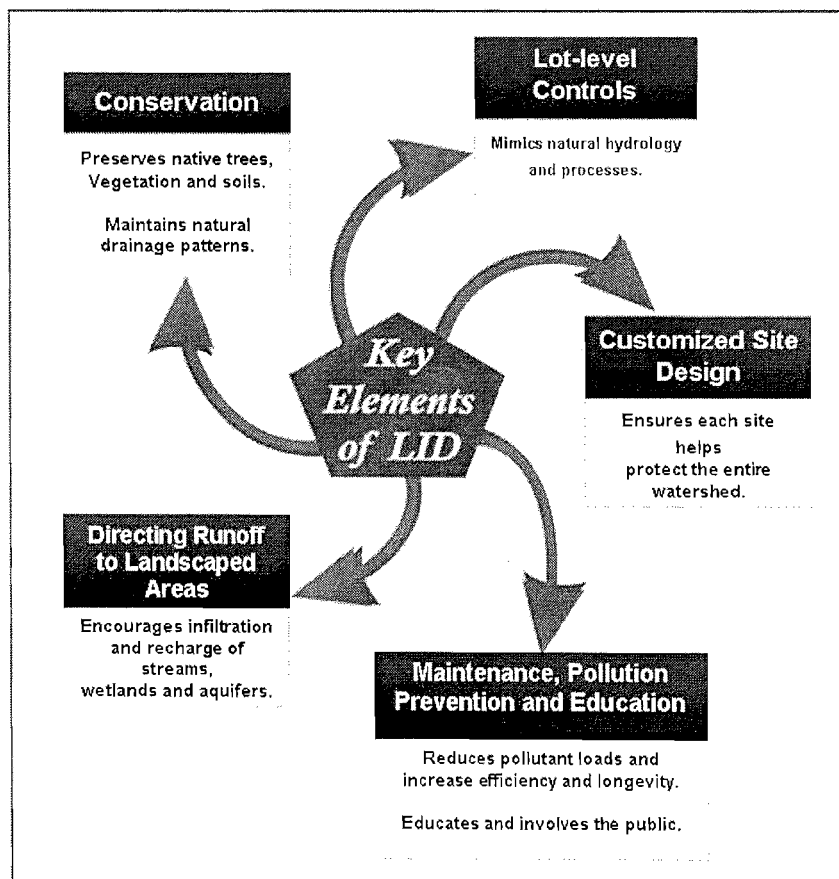 Conservation
Preserves native trees,
Vegetation and soils.
Maintains natural
drainage patterns.
Lot-level
Controls
Mimics natural hydrology
and processes.
Key
Elements
of LID
Customized Site
Design
Ensures each site
helps
protect the entire
watershed.
Directing Runoff
to Landscaped
Areas
Encourages infiltration
and recharge of
streams,
wetlands and aquifers.
Maintenance, Pollution
Prevention and Education
Reduces pollutant loads and
increase efficiency and longevity.
Educates and involves the public.